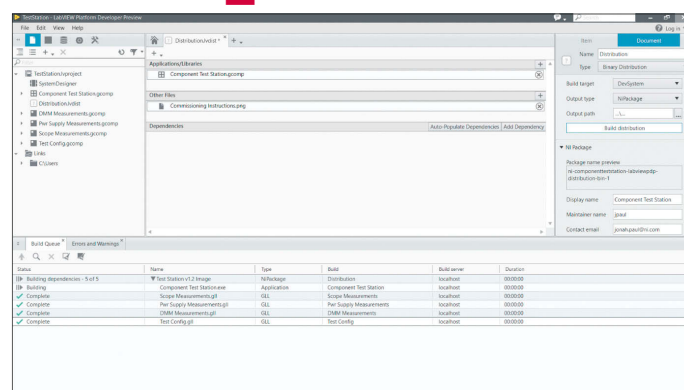 TestStation - LabVIEW Platform Developer Preview
File Edit View Help
Log in
Distribution.lvdist *
Item Document
Name Distribution
Type Binary Distribution
TestStation.lvproject
SystemDesigner
Component Test Station.gcomp
Distribution.lvdist
DMM Measurements.gcomp
Pwr Supply Measurements.gcomp
Scope Measurements.gcomp
Test Config.gcomp
Links
C:\Users
Applications/Libraries
Component Test Station.gcomp
Other Files
Commissioning Instructions.png
Dependencies Auto-Populate Dependencies Add Dependency
Build target DevSystem
Output type NiPackage
Output path ..\...
Build distribution
NI Package
Package name preview
Display name Component Test Station
Maintainer name jpaul
Contact email jonah.paul@ni.com
Build Queue Errors and Warnings
Status Name Type Build Build server Duration
Building dependencies - 5 of 5 Test Station v1.2 Image NiPackage Distribution localhost 00:00:00
Building Component Test Station.exe Application Component Test Station localhost 00:00:00
Complete Scope Measurements.gll GLL Scope Measurements localhost 00:00:00
Complete Pwr Supply Measurements.gll GLL Pwr Supply Measurements localhost 00:00:00
Complete DMM Measurements.gll GLL DMM Measurements localhost 00:00:00
Complete Test Config.gll GLL Test Config localhost 00:00:00